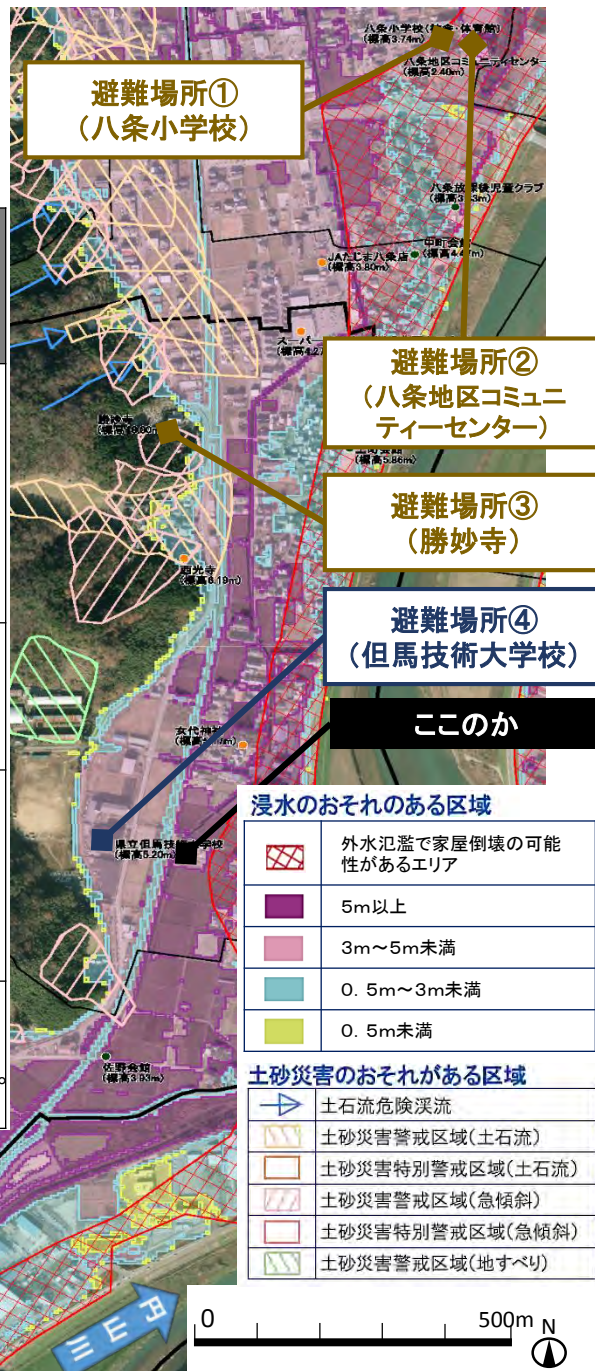 八条小学校(校舎・体育館)
(標高3.74m)
八条地区コミュニティセンター
(標高2.40m)
避難場所①
(八条小学校)
八条放課後児童クラブ
JAたじま八条店
(標高3.80m)
中町会館
(標高4.47m)
スーパー
避難場所②
(八条地区コミュニ
ティーセンター)
勝妙寺
(標高5.86m)
避難場所③
(勝妙寺)
西光寺
(標高6.19m)
避難場所④
(但馬技術大学校)
女代神社
ここのか
県立但馬技術大学校
(標高5.20m)
佐野会館
(標高3.93m)
浸水のおそれのある区域
外水氾濫で家屋倒壊の可能
性があるエリア
5m以上
3m~5m未満
0.5m~3m未満
0.5m未満
土砂災害のおそれがある区域
土石流危険渓流
土砂災害警戒区域(土石流)
土砂災害特別警戒区域(土石流)
土砂災害警戒区域(急傾斜)
土砂災害特別警戒区域(急傾斜)
土砂災害警戒区域(地すべり)
円山川
0 500m N